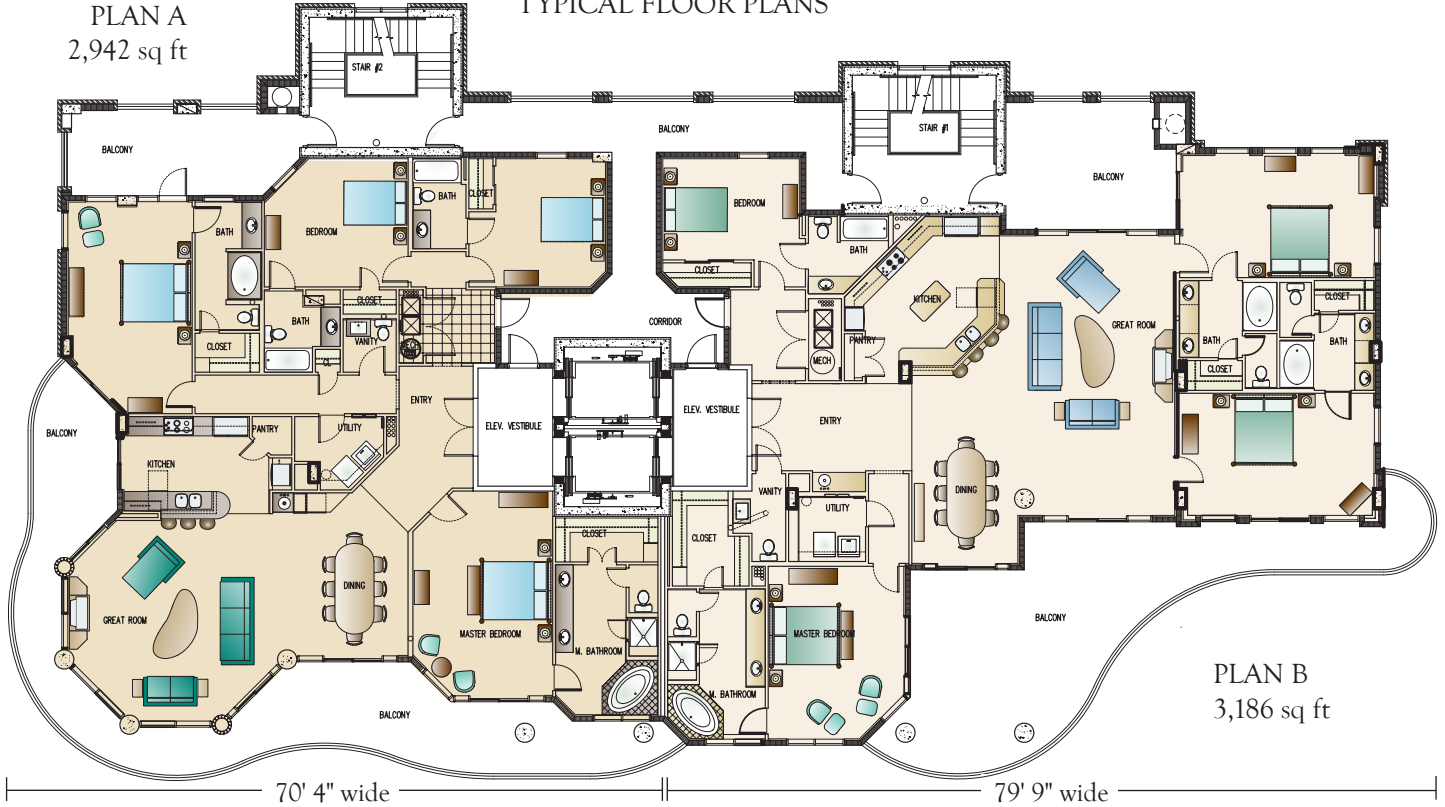 TYPICAL FLOOR PLANS
PLAN A
2,942 sq ft
STAIR #2
BALCONY
BALCONY
STAIR #1
BALCONY
BATH
CLOSET
BEDROOM
BATH
BEDROOM
BATH
CLOSET
KITCHEN
GREAT ROOM
CLOSET
BATH
VANITY
CLOSET
CL
MECH
CORRIDOR
PANTRY
MECH
BATH
CLOSET
BATH
ENTRY
ELEV. VESTIBULE
ELEV. VESTIBULE
ENTRY
BALCONY
PANTRY
UTILITY
KITCHEN
VANITY
DINING
CLOSET
CLOSET
UTILITY
DINING
GREAT ROOM
MASTER BEDROOM
M. BATHROOM
MASTER BEDROOM
M. BATHROOM
BALCONY
BALCONY
PLAN B
3,186 sq ft
70' 4" wide
79' 9" wide